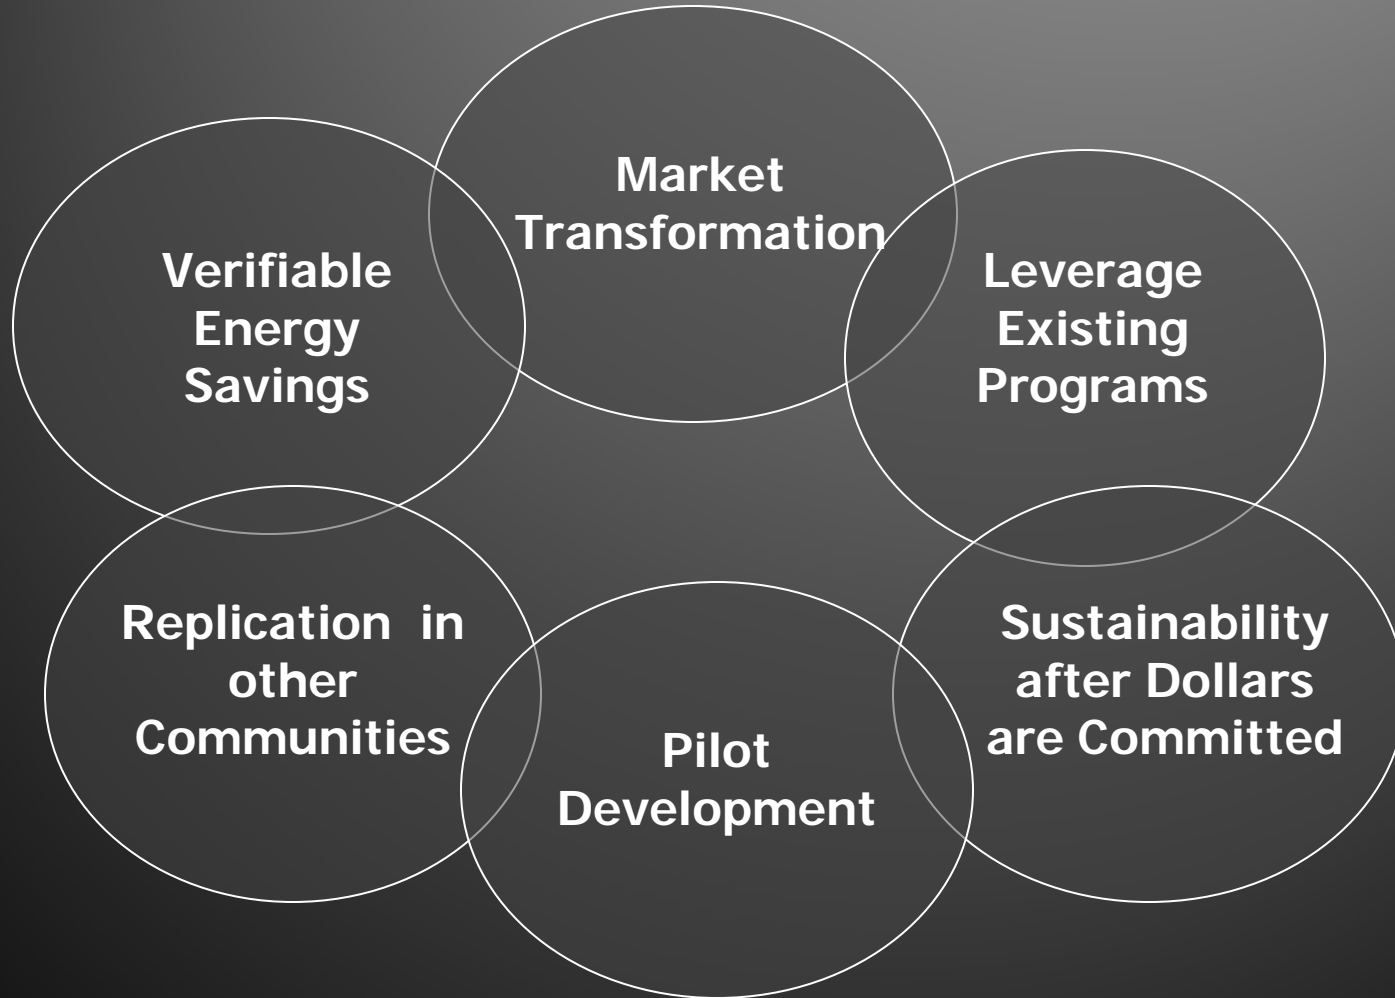 Market
Transformation
Verifiable
Energy
Savings
Leverage
Existing
Programs
Replication  in
other
Communities
Sustainability
after Dollars
are Committed
Pilot
Development